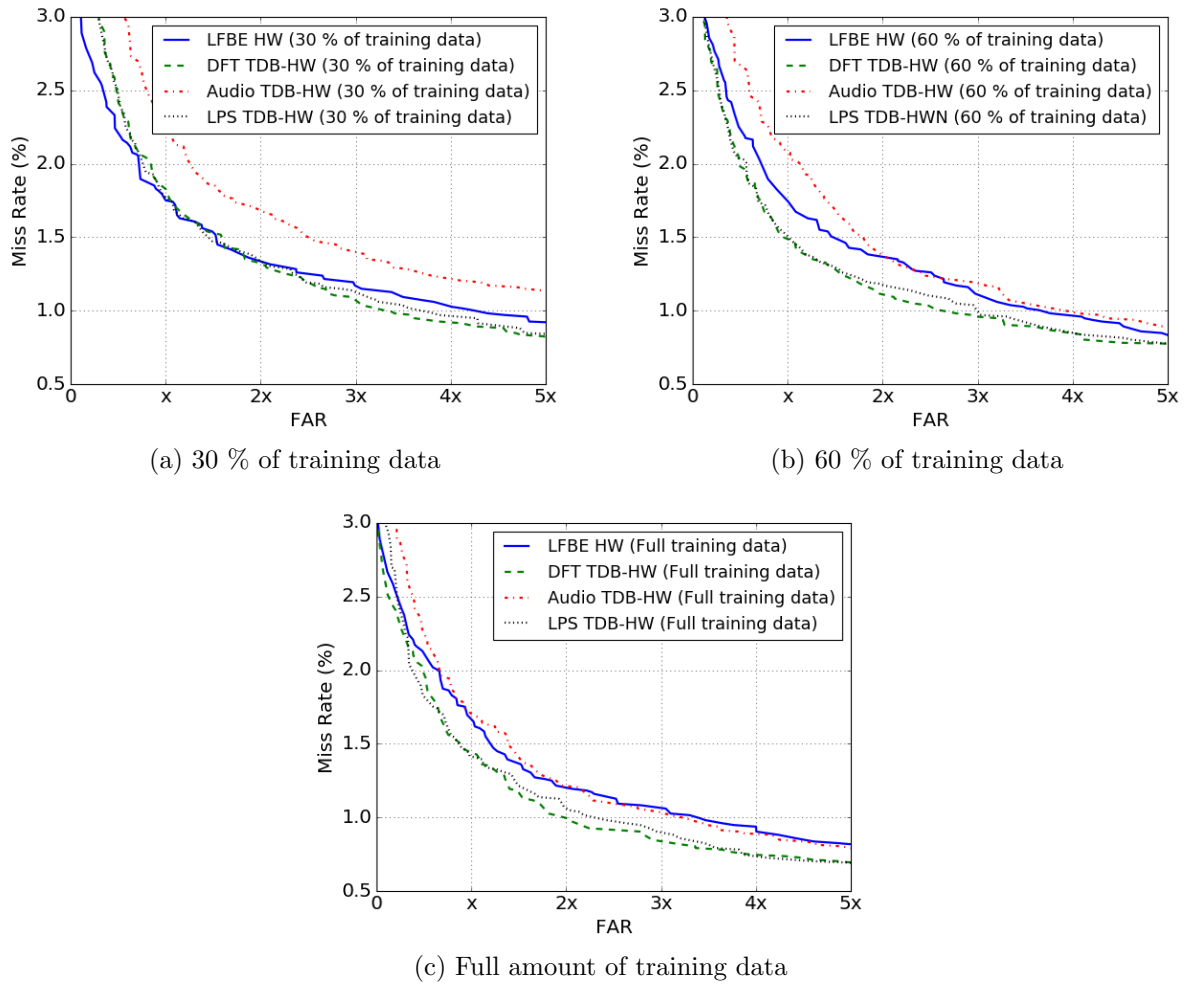 3.0
2.5
2.0
1.5
1.0
0.5
Miss Rate (%)
LFBE HW (30 % of training data)
DFT TDB-HW (30 % of training data)
Audio TDB-HW (30 % of training data)
LPS TDB-HW (30 % of training data)
0 x 2x 3x 4x 5x
FAR
(a) 30 % of training data
3.0
2.5
2.0
1.5
1.0
0.5
Miss Rate (%)
LFBE HW (60 % of training data)
DFT TDB-HW (60 % of training data)
Audio TDB-HW (60 % of training data)
LPS TDB-HWN (60 % of training data)
0 x 2x 3x 4x 5x
FAR
(b) 60 % of training data
3.0
2.5
2.0
1.5
1.0
0.5
Miss Rate (%)
LFBE HW (Full training data)
DFT TDB-HW (Full training data)
Audio TDB-HW (Full training data)
LPS TDB-HW (Full training data)
0 x 2x 3x 4x 5x
FAR
(c) Full amount of training data